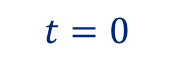 t = 0